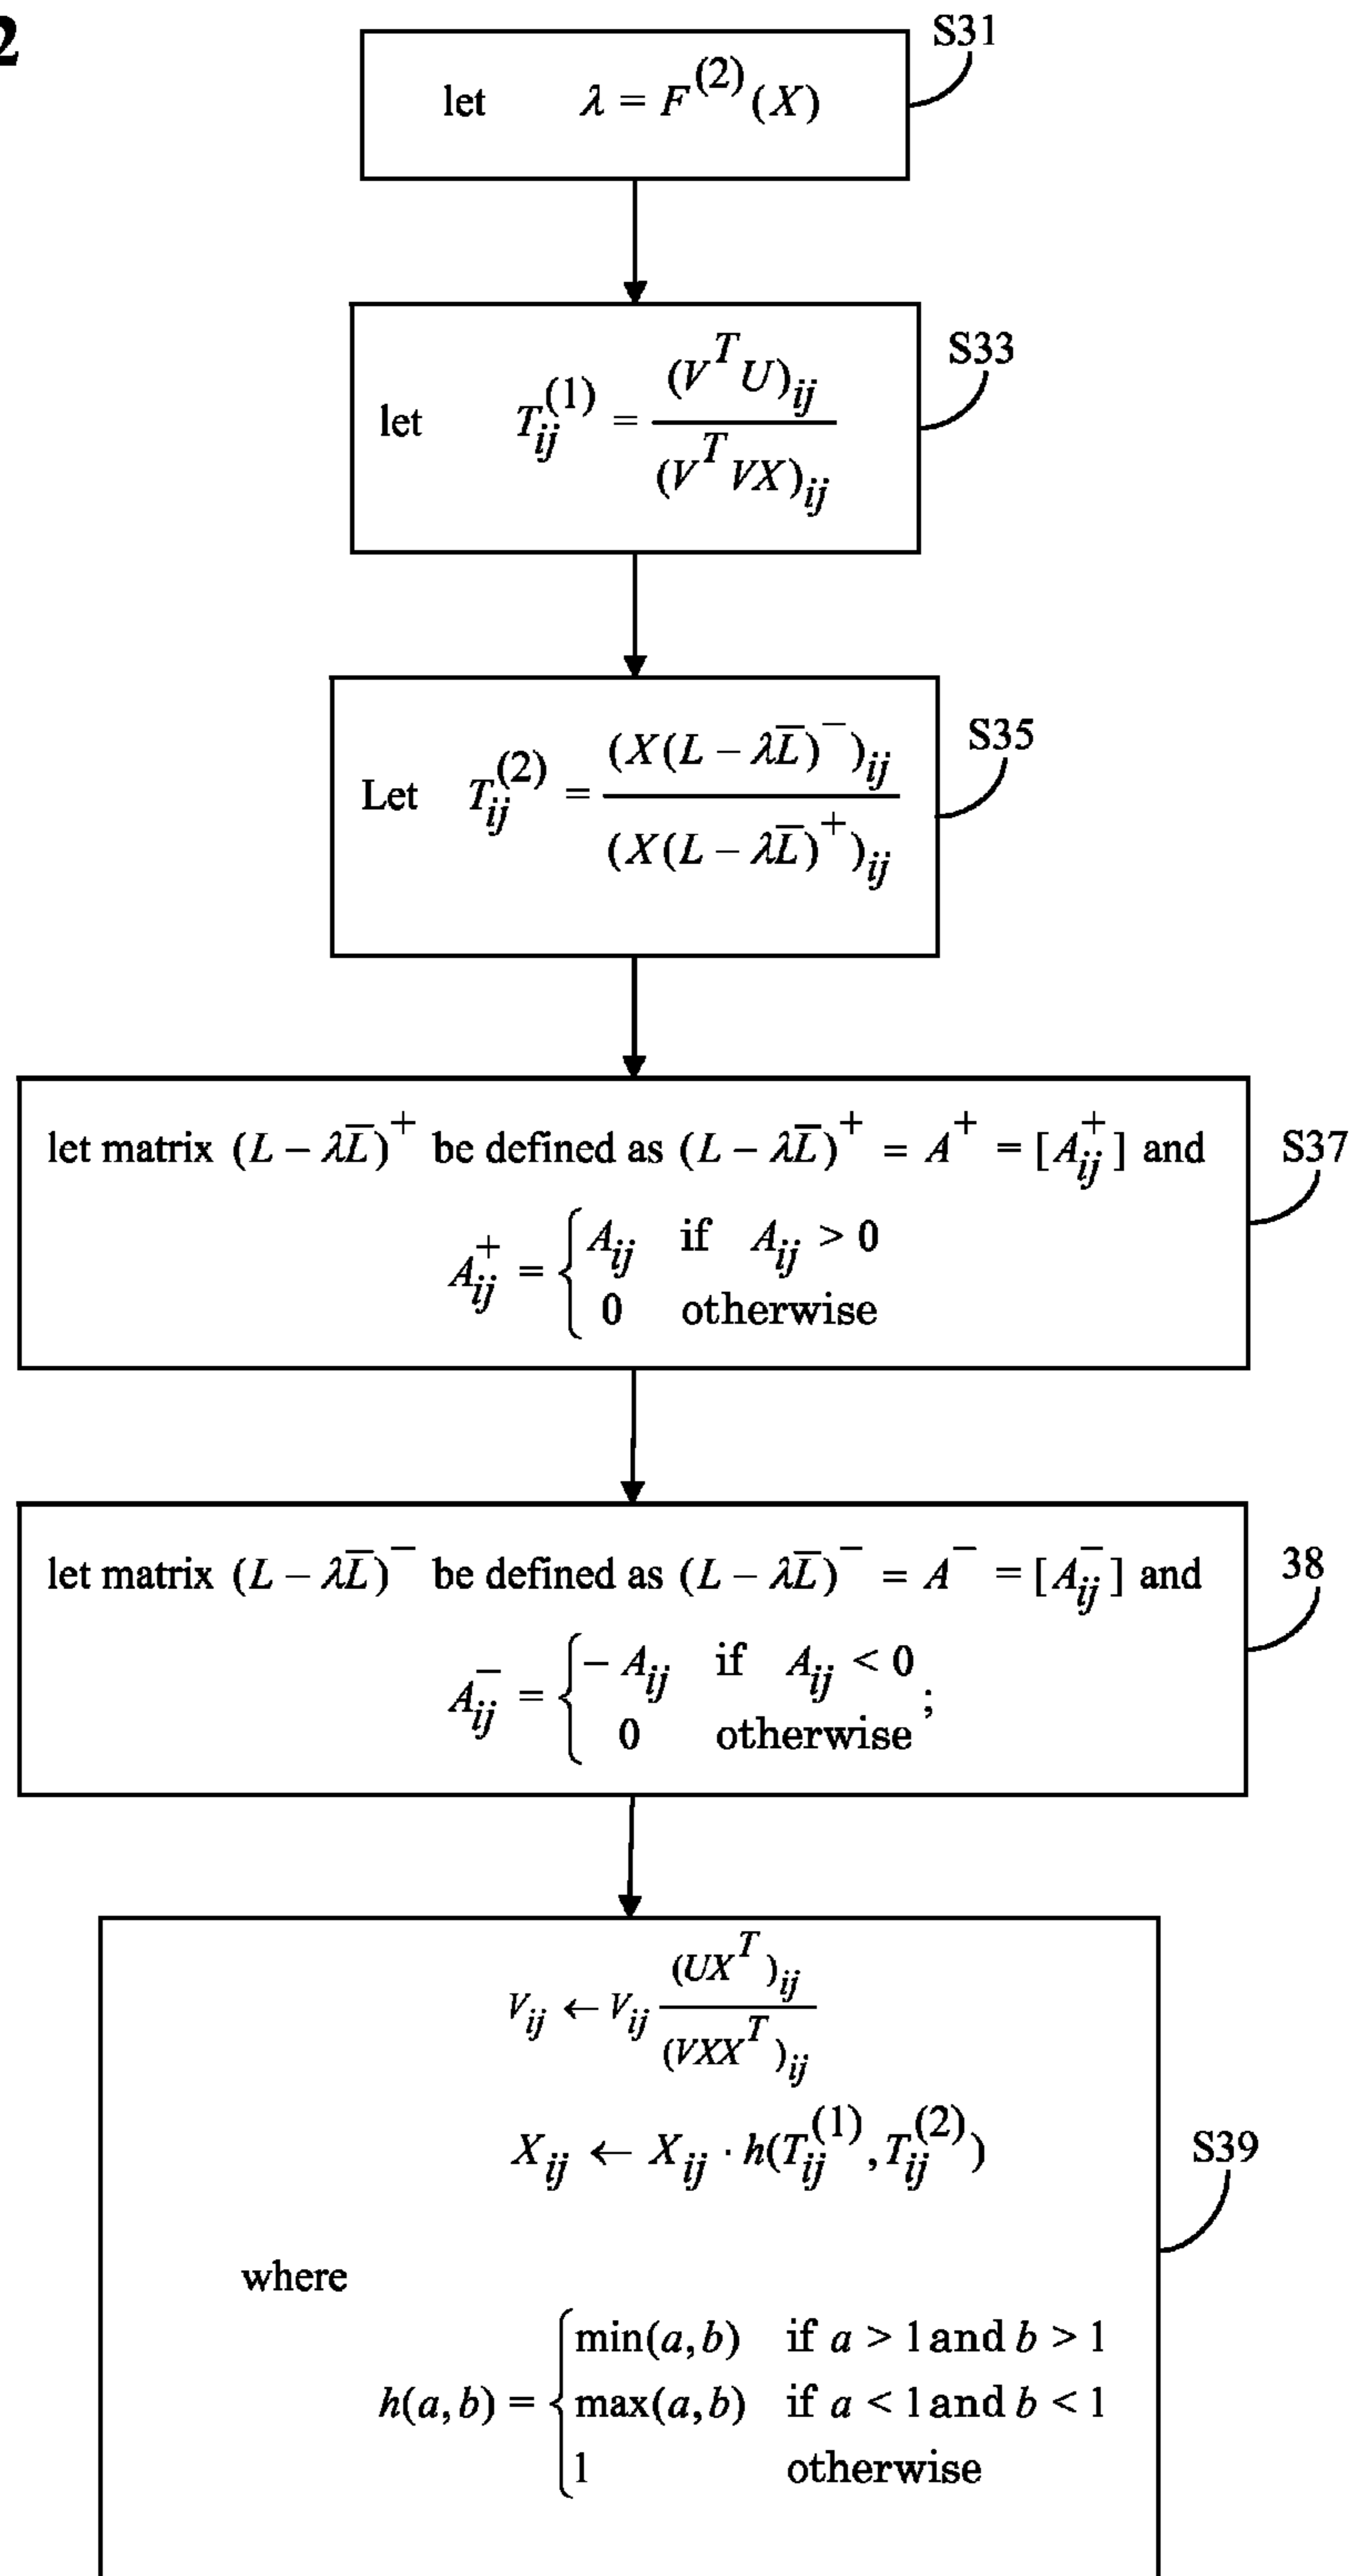 2
S31
let λ = F^(2)(X)
S33
let T_ij^(1) = (V^T U)_ij / (V^T VX)_ij
S35
Let T_ij^(2) = (X(L − λL̅)^−)_ij / (X(L − λL̅)^+)_ij
let matrix (L − λL̅)^+ be defined as (L − λL̅)^+ = A^+ = [A_ij^+] and
S37
A_ij^+ = { A_ij if A_ij > 0
0 otherwise
let matrix (L − λL̅)^− be defined as (L − λL̅)^− = A^− = [A_ij^−] and
38
A_ij^− = { − A_ij if A_ij < 0
0 otherwise ;
V_ij ← V_ij (UX^T)_ij / (VXX^T)_ij
X_ij ← X_ij · h(T_ij^(1), T_ij^(2))
S39
where
h(a, b) = { min(a, b) if a > 1 and b > 1
max(a, b) if a < 1 and b < 1
1 otherwise